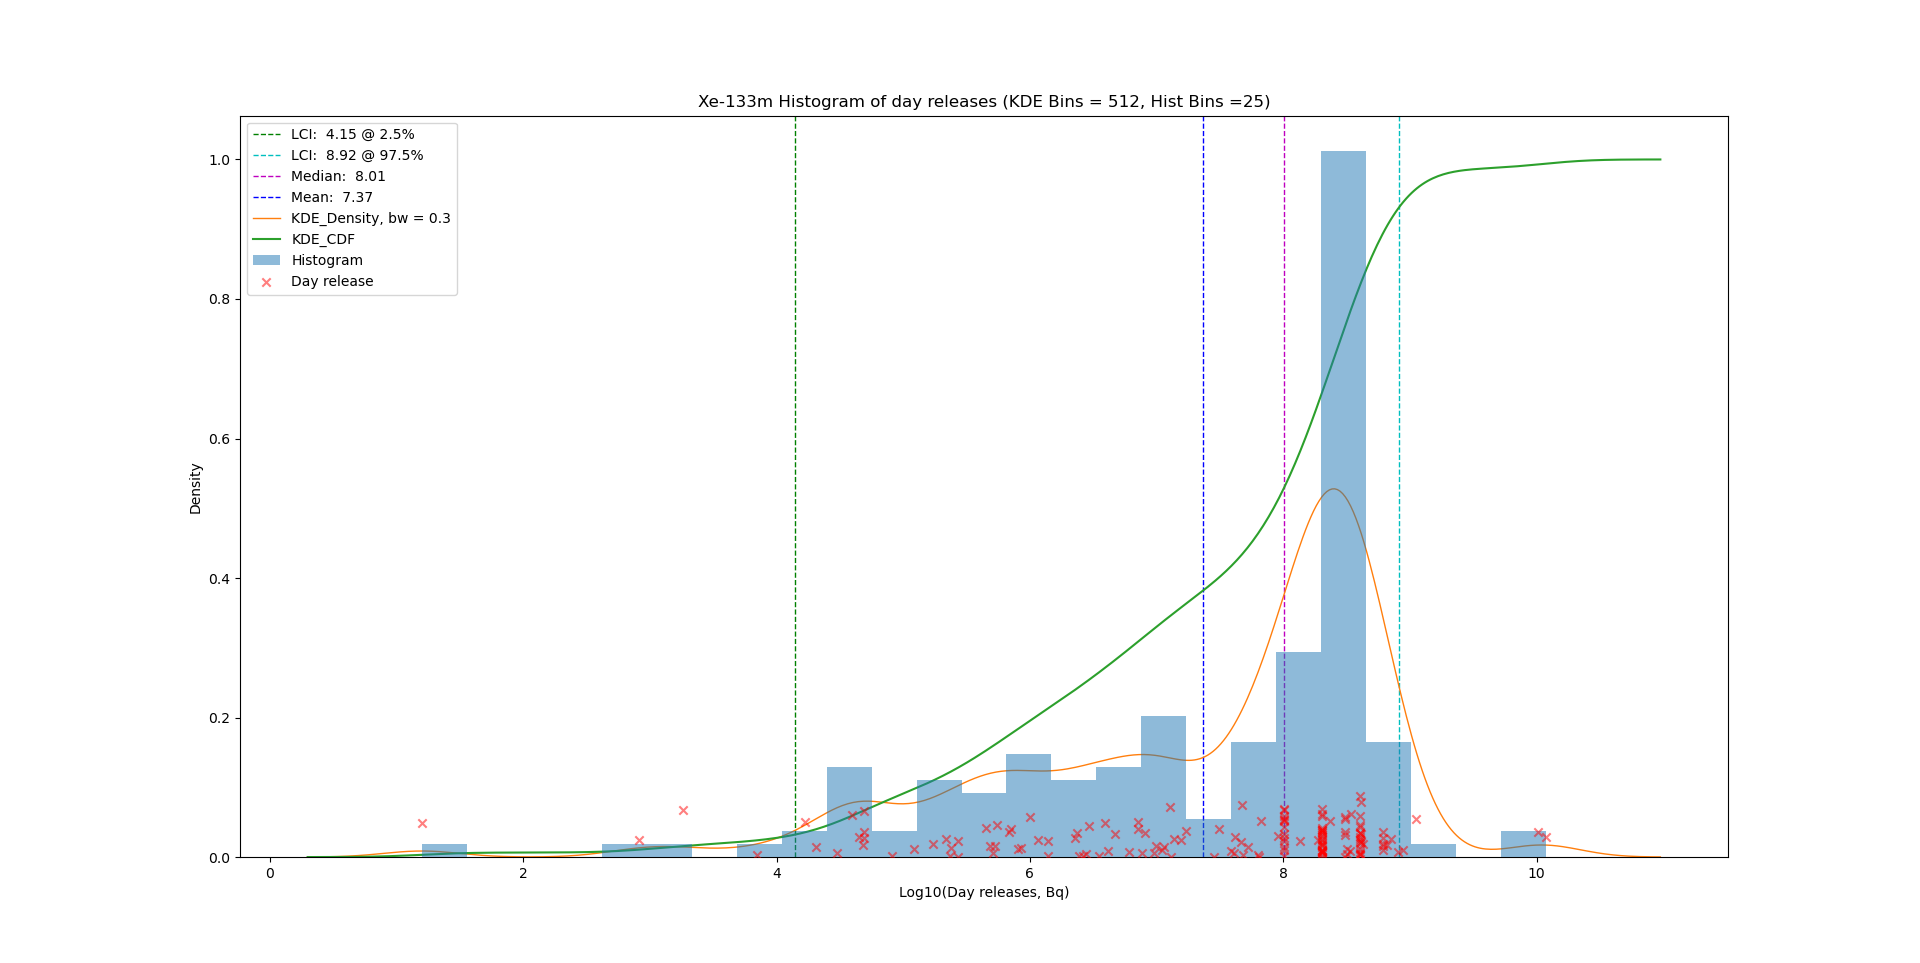 Xe-133m Histogram of day releases (KDE Bins = 512, Hist Bins =25)
LCI:  4.15 @ 2.5%
LCI:  8.92 @ 97.5%
Median:  8.01
Mean:  7.37
KDE_Density, bw = 0.3
KDE_CDF
Histogram
Day release
1.0
0.8
0.6
0.4
0.2
0.0
Density
0 2 4 6 8 10
Log10(Day releases, Bq)